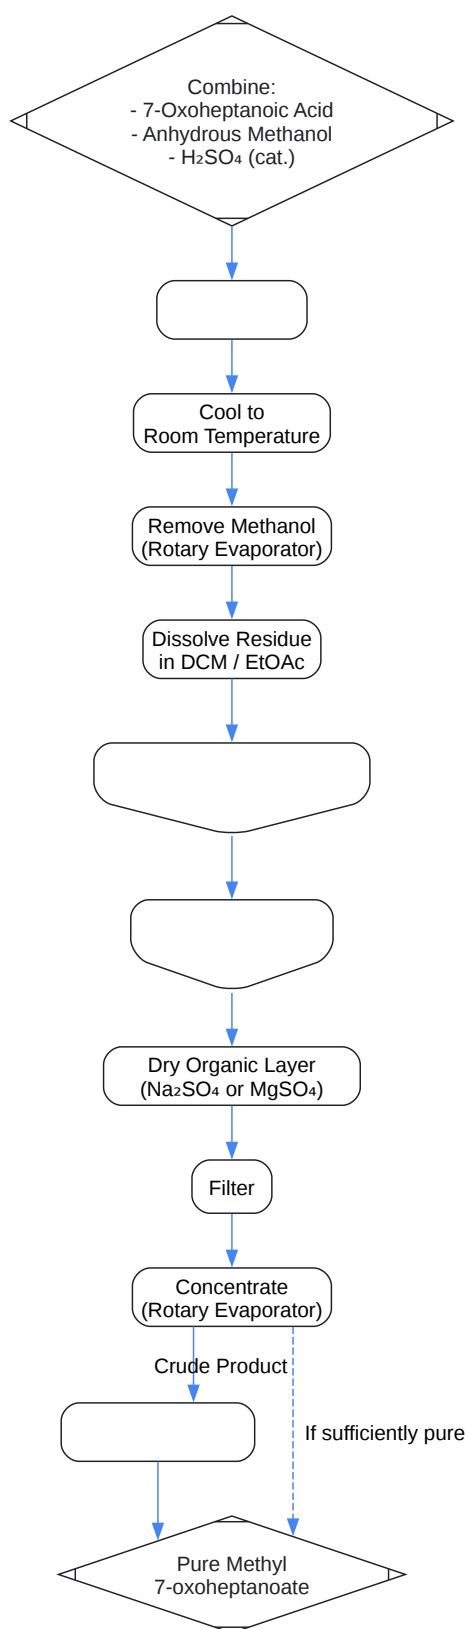 Combine:
- 7-Oxoheptanoic Acid
- Anhydrous Methanol
- H₂SO₄ (cat.)
Cool to
Room Temperature
Remove Methanol
(Rotary Evaporator)
Dissolve Residue
in DCM / EtOAc
Dry Organic Layer
(Na₂SO₄ or MgSO₄)
Filter
Concentrate
(Rotary Evaporator)
Crude Product
If sufficiently pure
Pure Methyl
7-oxoheptanoate